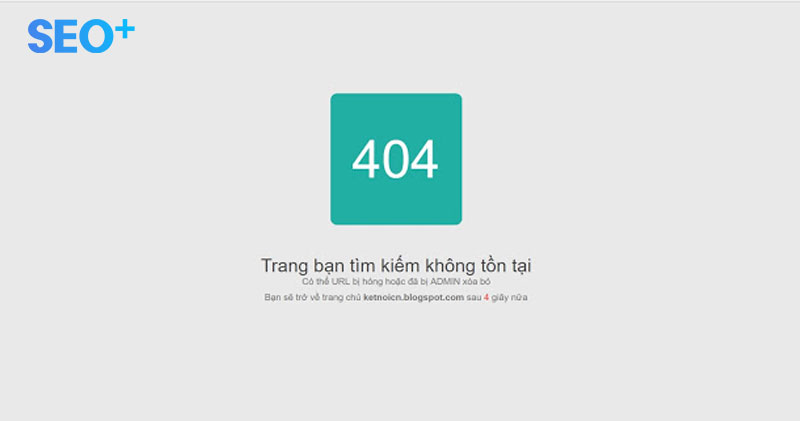 SEO+
404
Trang bạn tìm kiếm không tồn tại
Có thể URL bị hỏng hoặc đã bị ADMIN xóa bỏ
Bạn sẽ trở về trang chủ ketnoicn.blogspot.com sau 4 giây nữa